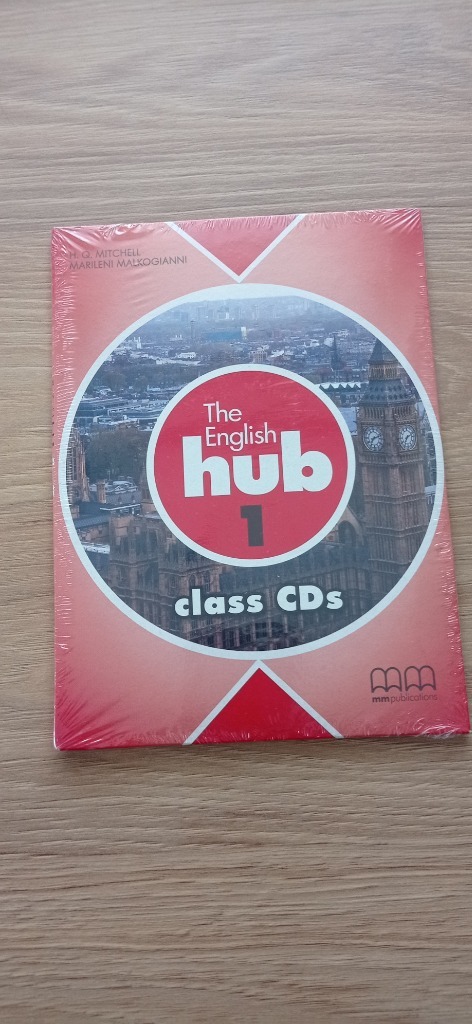 H. Q. MITCHELL
MARILENI MALKOGIANNI
The
English
hub
1
class CDs
mm publications